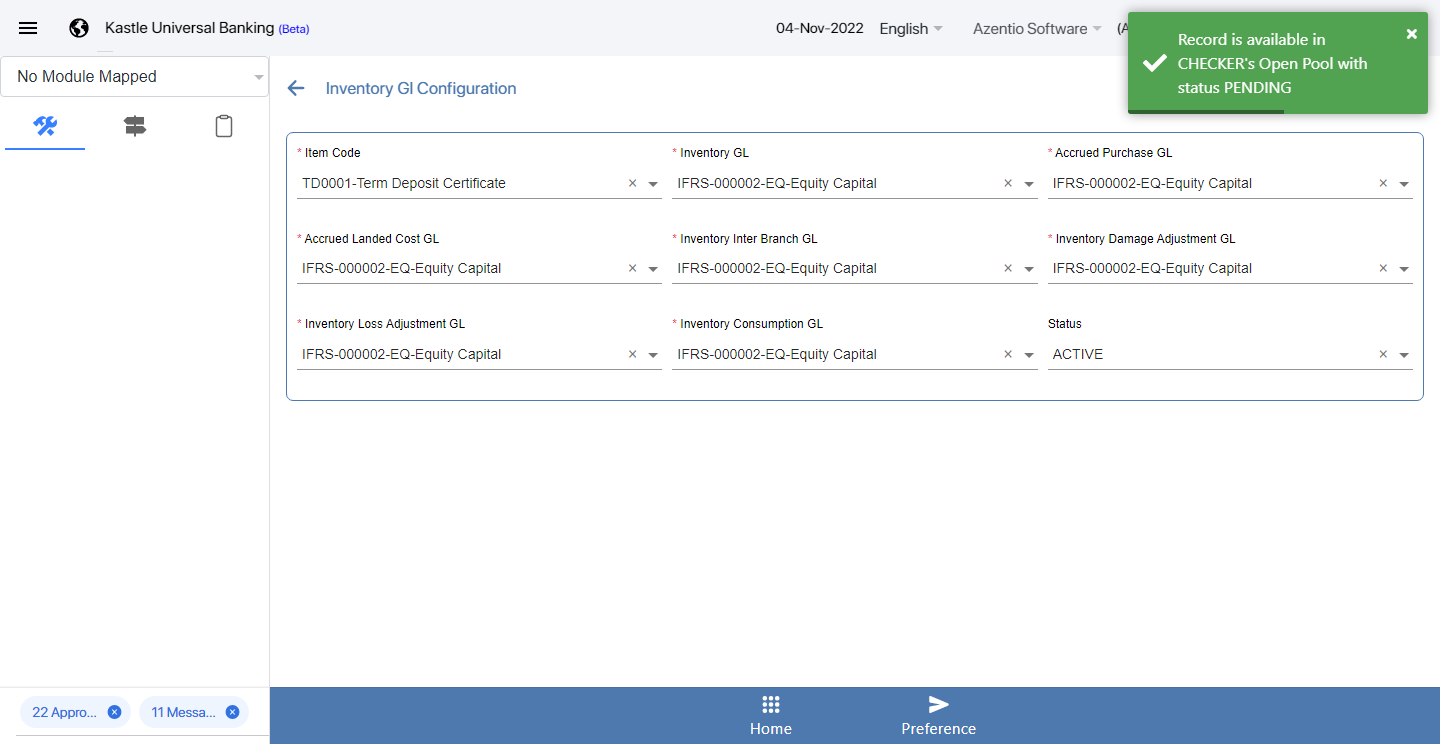 Kastle Universal Banking (Beta)
04-Nov-2022 English Azentio Software (A
Record is available in
CHECKER's Open Pool with
status PENDING
No Module Mapped
Inventory Gl Configuration
* Item Code
TD0001-Term Deposit Certificate
* Inventory GL
IFRS-000002-EQ-Equity Capital
* Accrued Purchase GL
IFRS-000002-EQ-Equity Capital
* Accrued Landed Cost GL
IFRS-000002-EQ-Equity Capital
* Inventory Inter Branch GL
IFRS-000002-EQ-Equity Capital
* Inventory Damage Adjustment GL
IFRS-000002-EQ-Equity Capital
* Inventory Loss Adjustment GL
IFRS-000002-EQ-Equity Capital
* Inventory Consumption GL
IFRS-000002-EQ-Equity Capital
Status
ACTIVE
22 Appro...
11 Messa...
Home
Preference